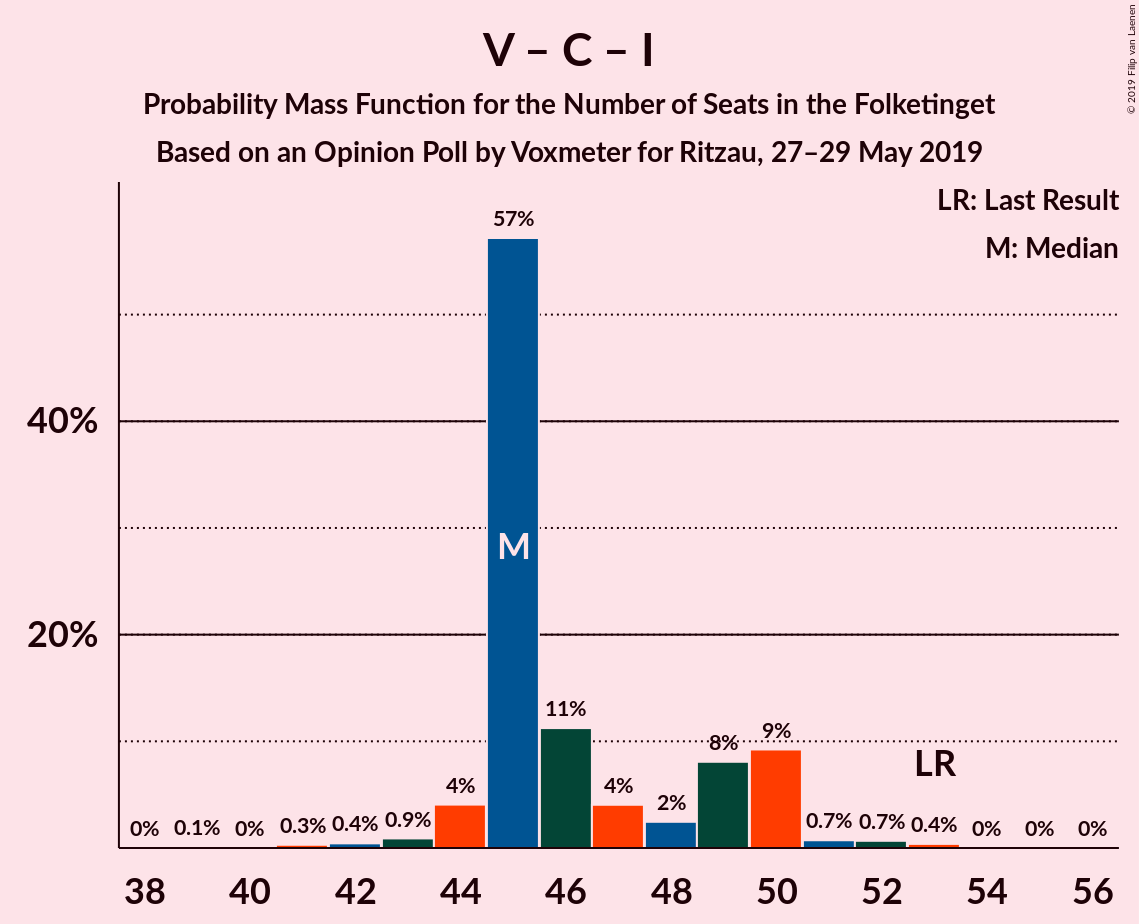 V – C – I
Probability Mass Function for the Number of Seats in the Folketinget
Based on an Opinion Poll by Voxmeter for Ritzau, 27–29 May 2019
© 2019 Filip van Laenen
LR: Last Result
M: Median
57%
40%
M
20%
11%
9%
8%
LR
4%
4%
2%
0%
0.1%
0%
0.3%
0.4%
0.9%
0.7%
0.7%
0.4%
0%
0%
0%
38 40 42 44 46 48 50 52 54 56